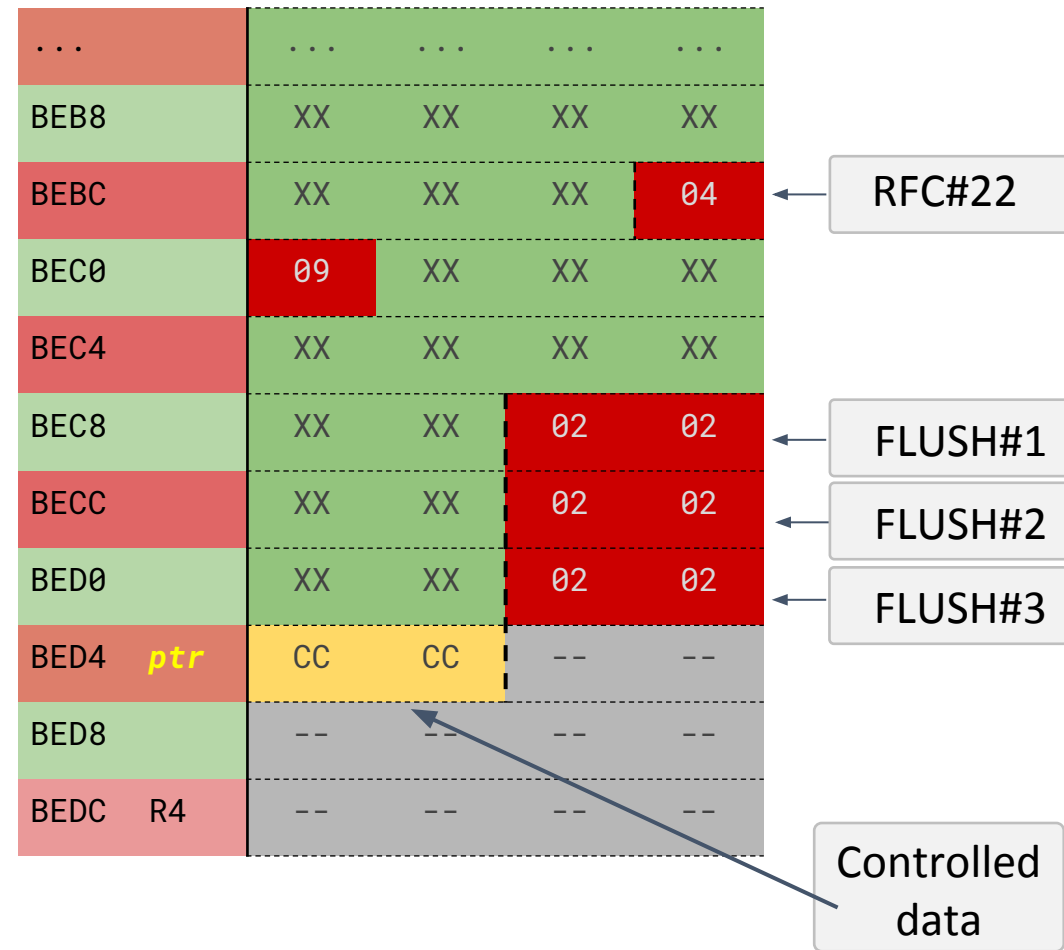 ... ... ... ... ...
BEB8 XX XX XX XX
BEBC XX XX XX 04 RFC#22
BEC0 09 XX XX XX
BEC4 XX XX XX XX
BEC8 XX XX 02 02 FLUSH#1
BECC XX XX 02 02 FLUSH#2
BED0 XX XX 02 02 FLUSH#3
BED4 ptr CC CC -- --
BED8 -- -- -- --
BEDC R4 -- -- -- --
Controlled
data